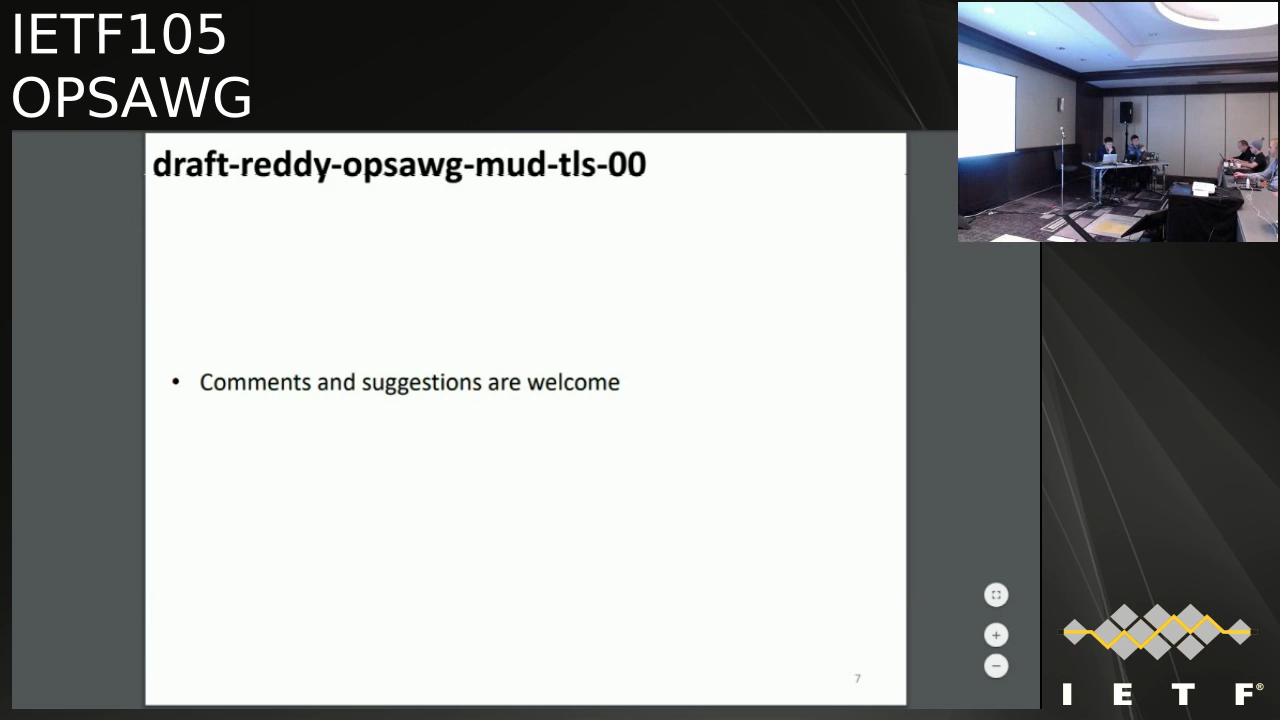 IETF105
OPSAWG
draft-reddy-opsawg-mud-tls-00
• Comments and suggestions are welcome
7
I E T F®